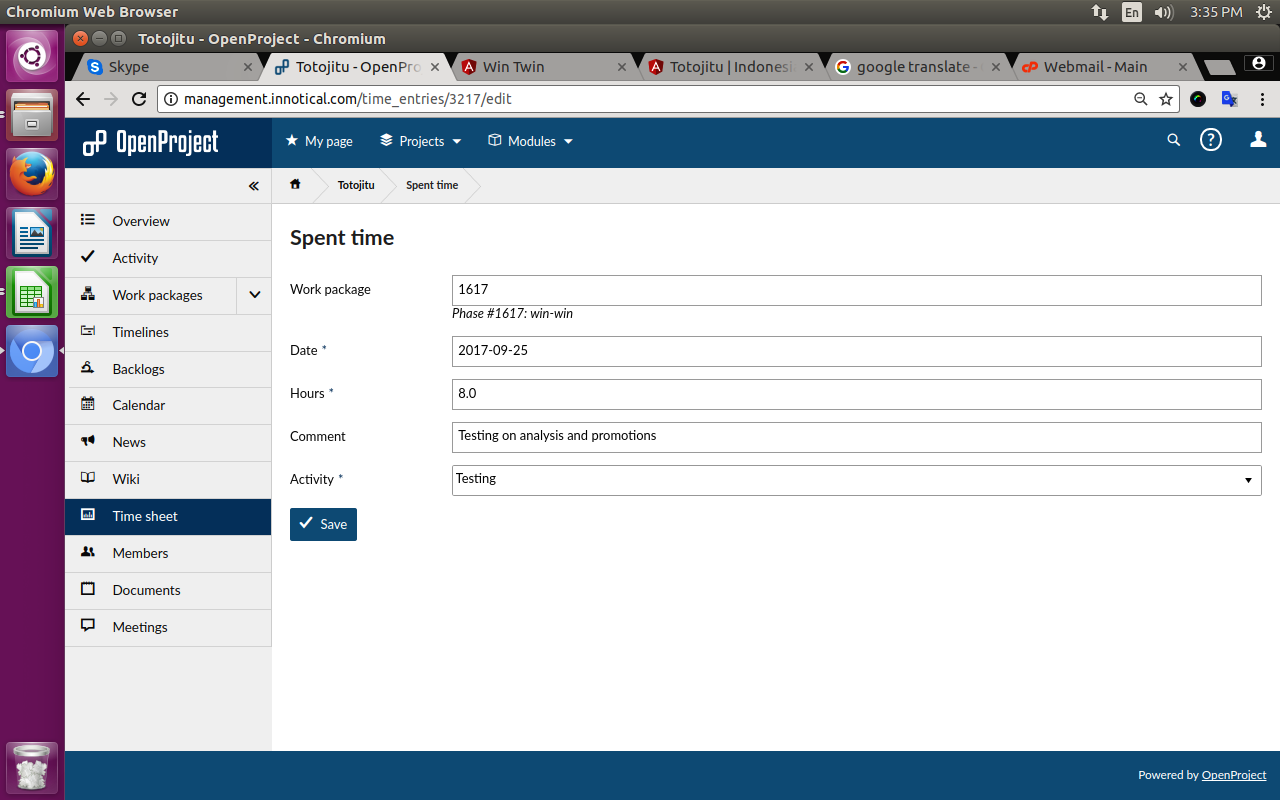 Chromium Web Browser
En
3:35 PM
Totojitu - OpenProject - Chromium
Skype
Totojitu - OpenPro
Win Twin
Totojitu | Indonesi
google translate -
Webmail - Main
management.innotical.com/time_entries/3217/edit
OpenProject
My page
Projects
Modules
?
Totojitu
Spent time
Overview
Activity
Work packages
Timelines
Backlogs
Calendar
News
Wiki
Time sheet
Members
Documents
Meetings
Spent time
Work package
1617
Phase #1617: win-win
Date *
2017-09-25
Hours *
8.0
Comment
Testing on analysis and promotions
Activity *
Testing
Save
Powered by OpenProject